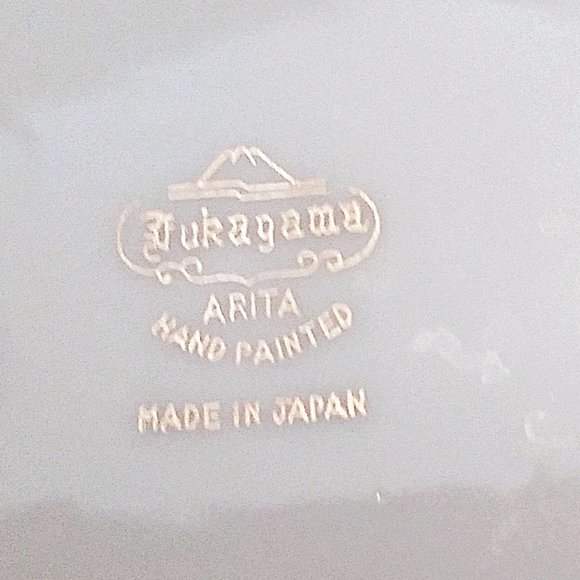 Fukagawa
ARITA
HAND PAINTED
MADE IN JAPAN